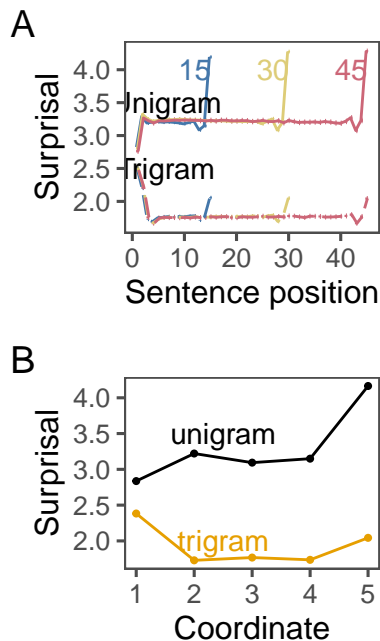 A
15 30 45
4.0
3.5
Unigram
3.0
2.5
Trigram
2.0
Surprisal
0 10 20 30 40
Sentence position
B
4.0
3.5
unigram
3.0
2.5
trigram
2.0
Surprisal
1 2 3 4 5
Coordinate